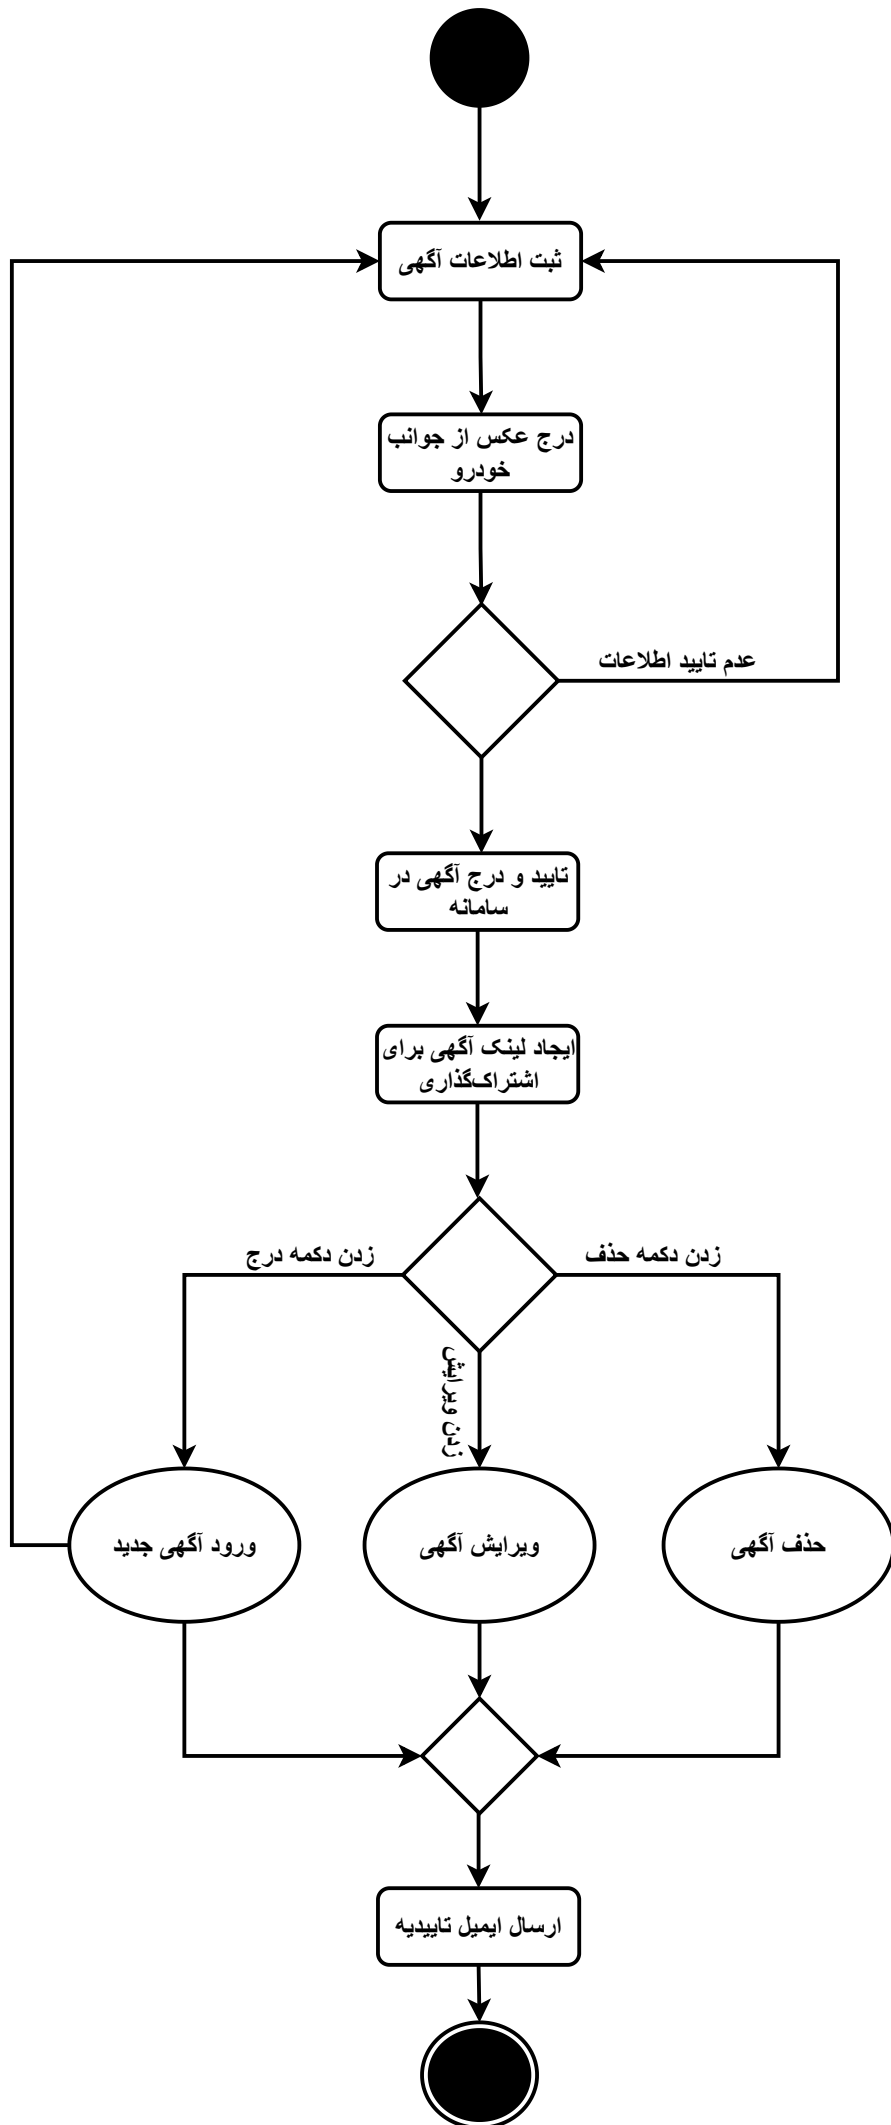 ثبت اطلاعات آگهی
درج عکس از جوانب
خودرو
عدم تایید اطلاعات
تایید و درج آگهی در
سامانه
ایجاد لینک آگهی برای
اشتراک‌گذاری
زدن دکمه حذف
زدن دکمه درج
زدن ویرایش
حذف آگهی
ویرایش آگهی
ورود آگهی جدید
ارسال ایمیل تاییدیه